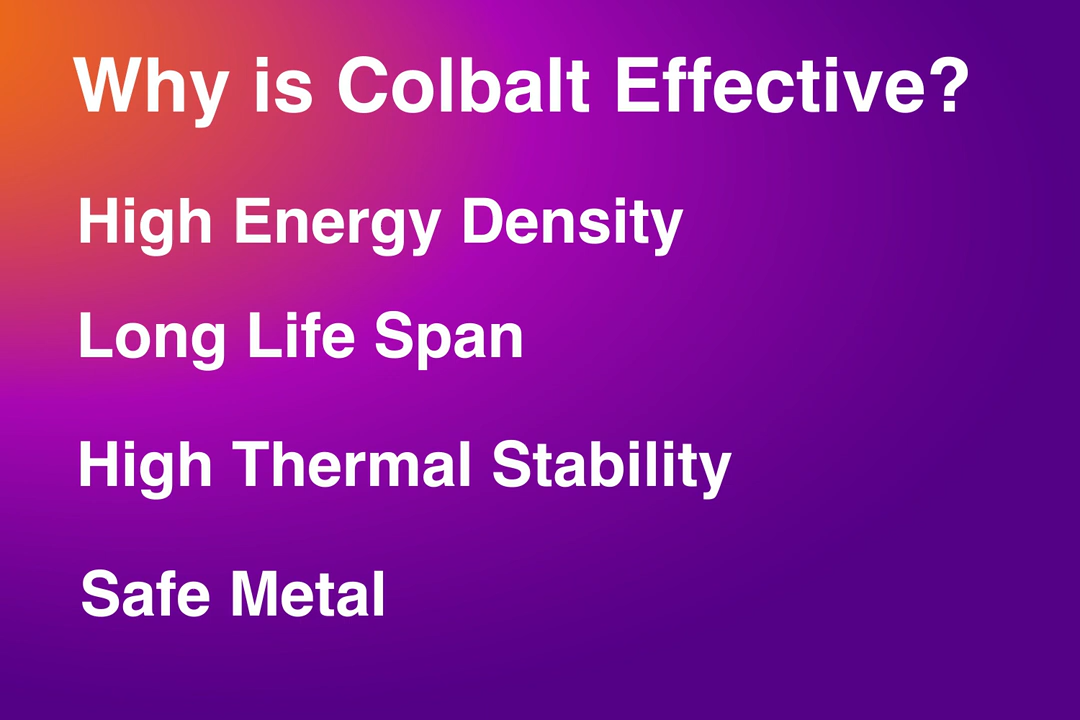 Why is Colbalt Effective?
High Energy Density
Long Life Span
High Thermal Stability
Safe Metal